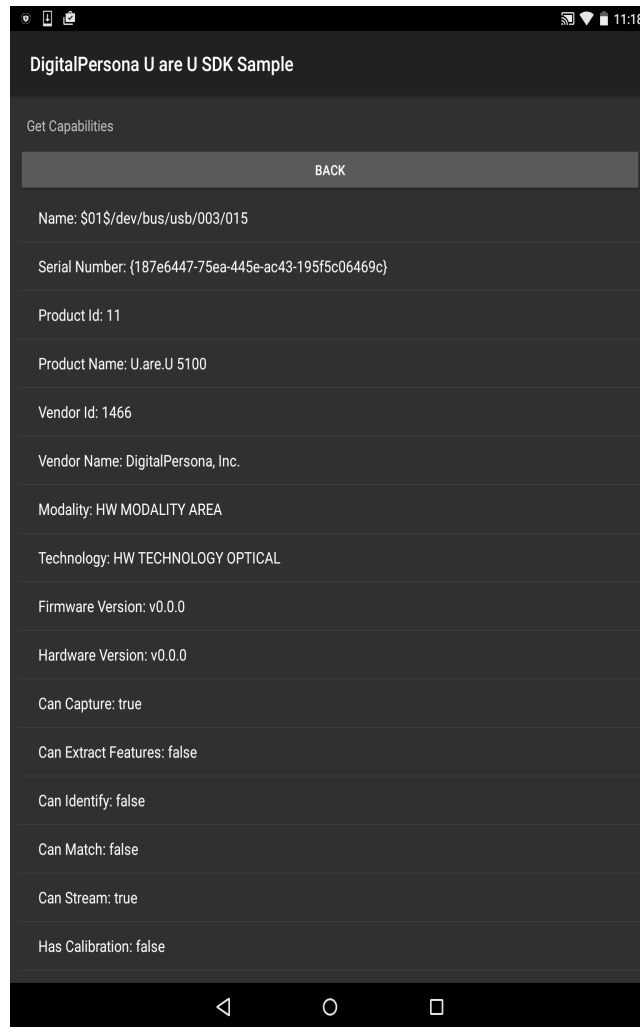 11:18
DigitalPersona U are U SDK Sample
Get Capabilities
BACK
Name: $01$/dev/bus/usb/003/015
Serial Number: {187e6447-75ea-445e-ac43-195f5c06469c}
Product Id: 11
Product Name: U.are.U 5100
Vendor Id: 1466
Vendor Name: DigitalPersona, Inc.
Modality: HW MODALITY AREA
Technology: HW TECHNOLOGY OPTICAL
Firmware Version: v0.0.0
Hardware Version: v0.0.0
Can Capture: true
Can Extract Features: false
Can Identify: false
Can Match: false
Can Stream: true
Has Calibration: false